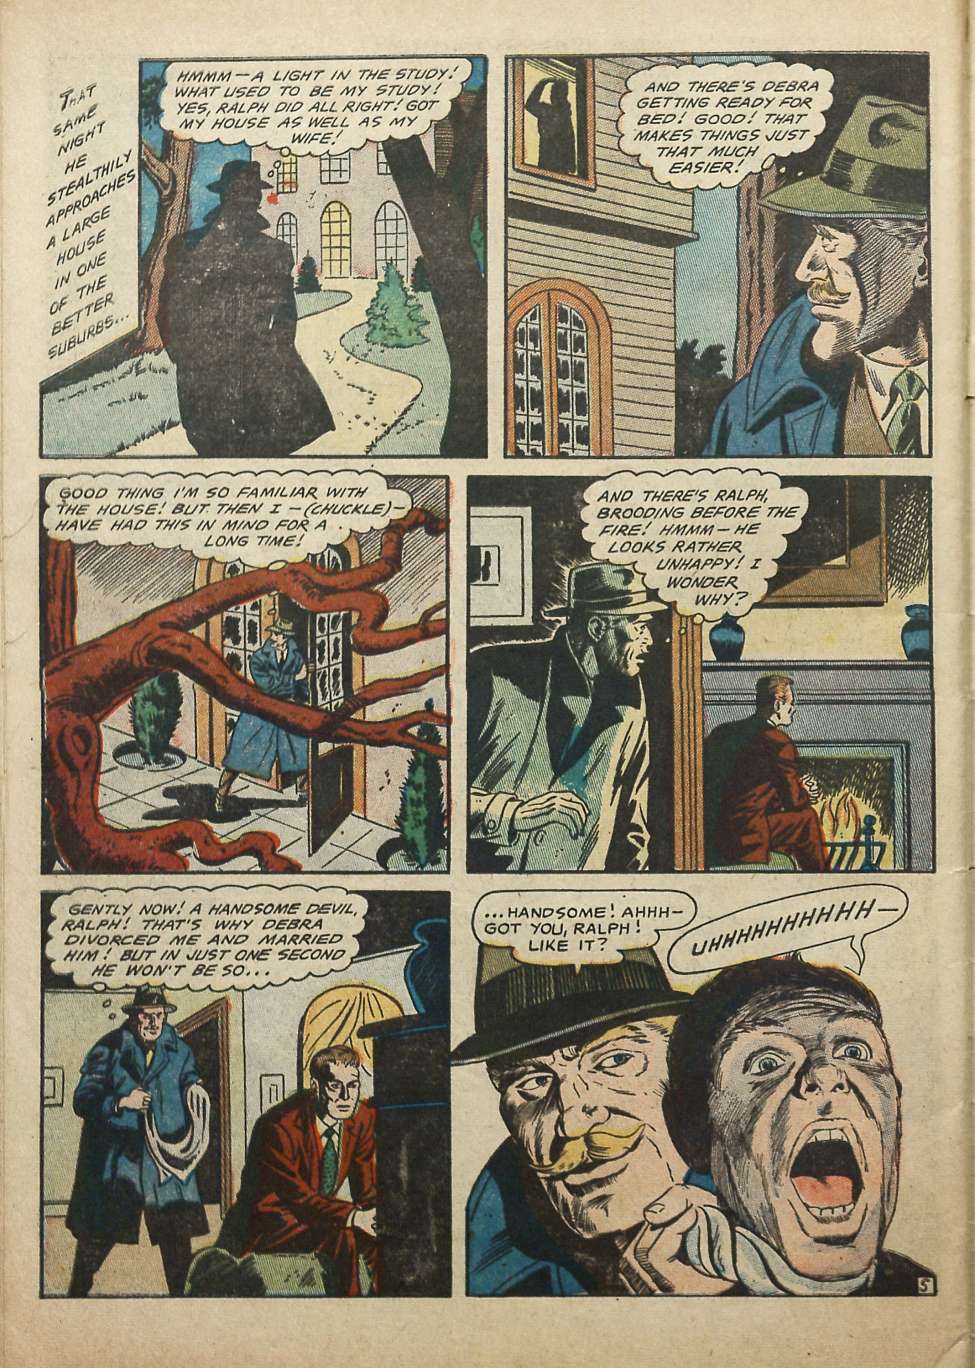 THAT
SAME
NIGHT
HE
STEALTHILY
APPROACHES
A LARGE
HOUSE
IN ONE
OF THE
BETTER
SUBURBS...
HMMM—A LIGHT IN THE STUDY!
WHAT USED TO BE MY STUDY!
YES, RALPH DID ALL RIGHT! GOT
MY HOUSE AS WELL AS MY
WIFE!
AND THERE'S DEBRA
GETTING READY FOR
BED! GOOD! THAT
MAKES THINGS JUST
THAT MUCH
EASIER!
GOOD THING I'M SO FAMILIAR WITH
THE HOUSE! BUT THEN I—(CHUCKLE)—
HAVE HAD THIS IN MIND FOR A
LONG TIME!
AND THERE'S RALPH,
BROODING BEFORE THE
FIRE! HMMM—HE
LOOKS RATHER
UNHAPPY! I
WONDER
WHY?
GENTLY NOW! A HANDSOME DEVIL,
RALPH! THAT'S WHY DEBRA
DIVORCED ME AND MARRIED
HIM! BUT IN JUST ONE SECOND
HE WON'T BE SO...
...HANDSOME! AHHH—
GOT YOU, RALPH!
LIKE IT?
UHHHHHHHHH—
5